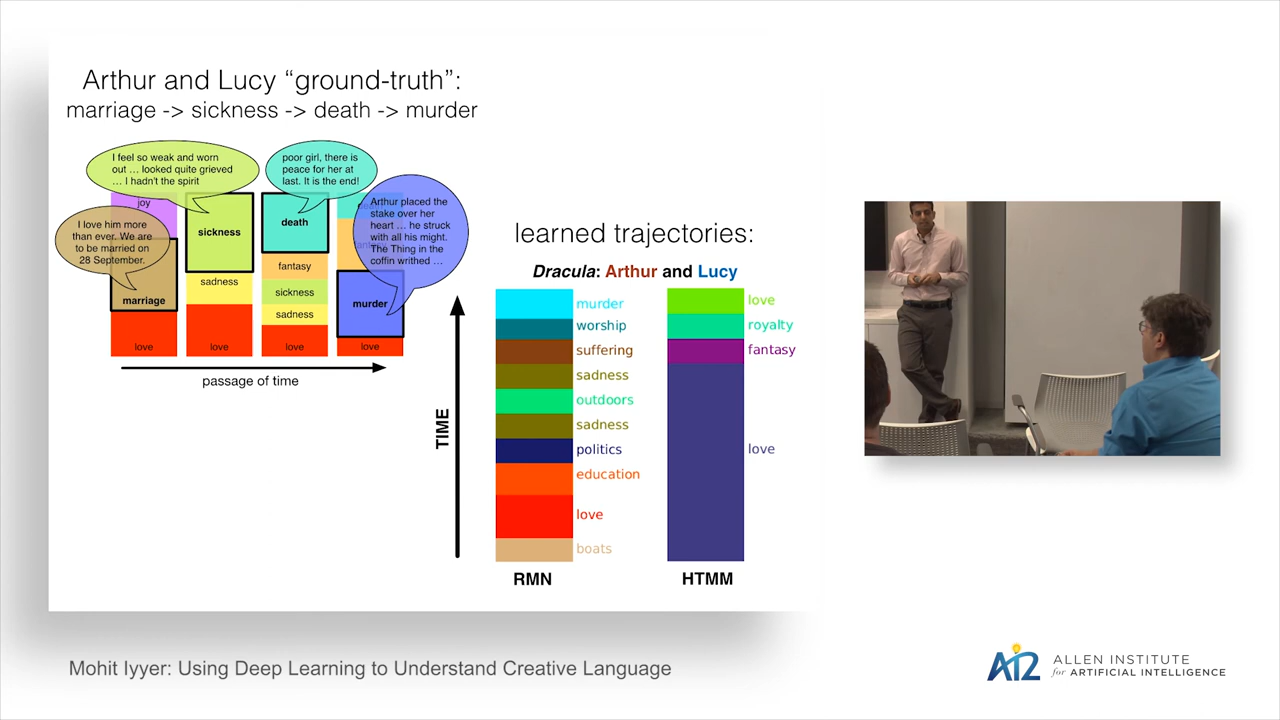 Arthur and Lucy “ground-truth”:
marriage -> sickness -> death -> murder
I feel so weak and worn
out … looked quite grieved
… I hadn't the spirit
poor girl, there is
peace for her at
last. It is the end!
Arthur placed the
stake over her
heart … he struck
with all his might.
The Thing in the
coffin writhed …
I love him more
than ever. We are
to be married on
28 September.
joy
marriage
love
sickness
sadness
love
death
fantasy
sickness
sadness
love
murder
love
passage of time
learned trajectories:
Dracula: Arthur and Lucy
TIME
murder
worship
suffering
sadness
outdoors
sadness
politics
education
love
boats
RMN
love
royalty
fantasy
love
HTMM
Mohit Iyyer: Using Deep Learning to Understand Creative Language
AI2
ALLEN INSTITUTE
for ARTIFICIAL INTELLIGENCE